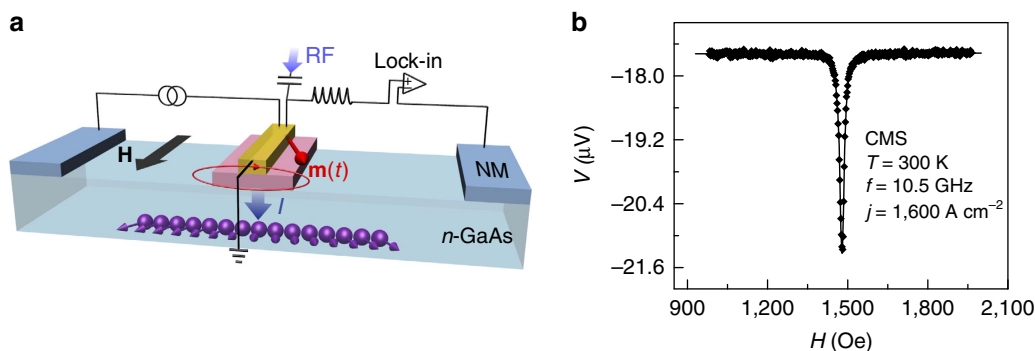 a
RF
Lock-in
H
m(t)
NM
I
n-GaAs
b
−18.0
−19.2
−20.4
−21.6
V (μV)
CMS
T = 300 K
f = 10.5 GHz
j = 1,600 A cm⁻²
900
1,200
1,500
1,800
2,100
H (Oe)